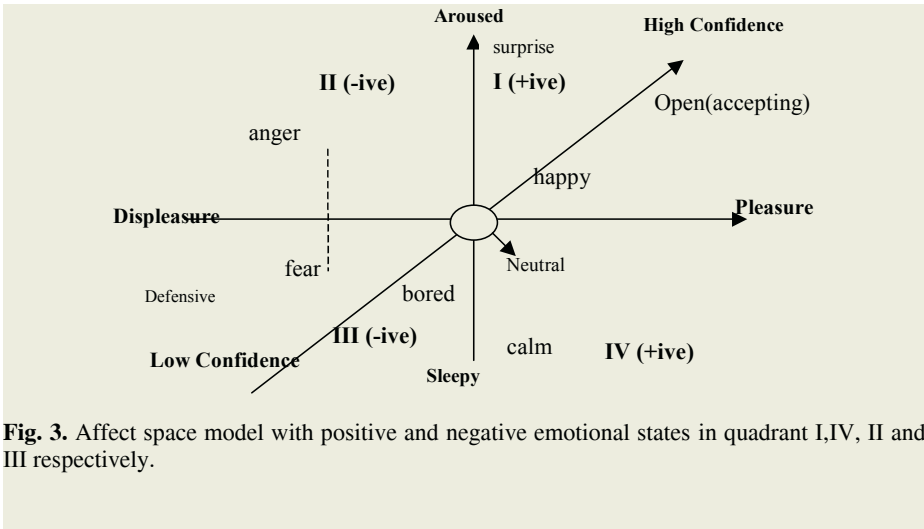 Aroused
High Confidence
surprise
II (-ive)
I (+ive)
Open(accepting)
anger
happy
Displeasure
Pleasure
fear
Neutral
Defensive
bored
III (-ive)
calm
IV (+ive)
Low Confidence
Sleepy
Fig. 3. Affect space model with positive and negative emotional states in quadrant I,IV, II and
III respectively.